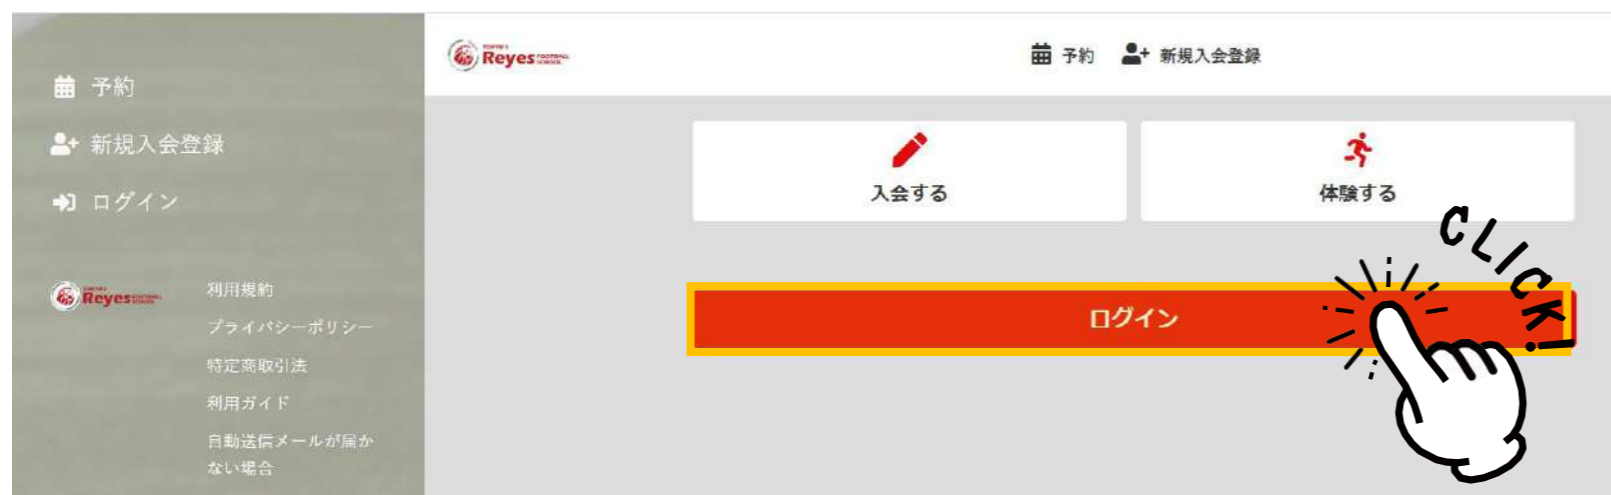 予約
新規入会登録
ログイン
Reyes
利用規約
プライバシーポリシー
特定商取引法
利用ガイド
自動送信メールが届か
ない場合
Reyes
予約 新規入会登録
入会する
体験する
ログイン
CLICK!